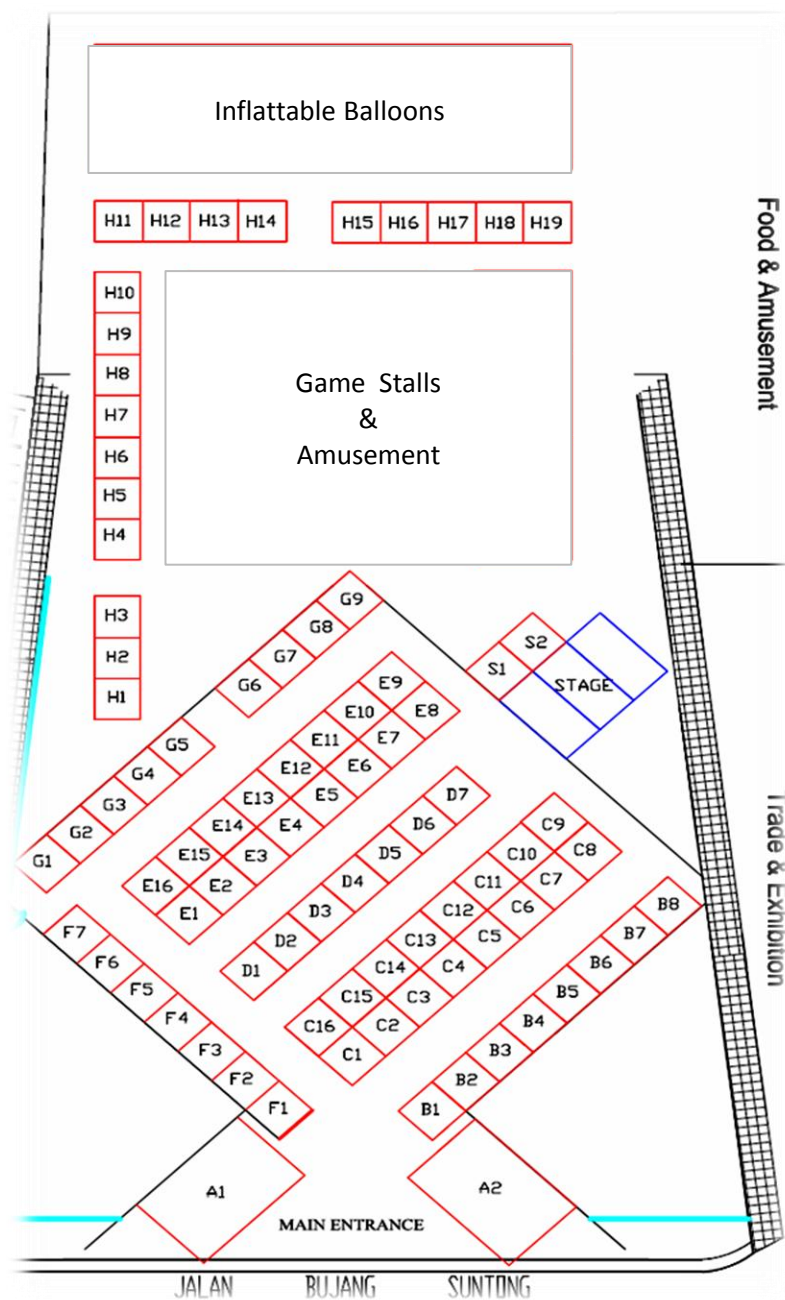 Inflattable Balloons
H11 H12 H13 H14 H15 H16 H17 H18 H19
Food & Amusement
H10
H9
H8
H7
H6
H5
H4
Game Stalls
&
Amusement
H3
H2
H1
G9
G8
G7
G6
G5
G4
G3
G2
G1
S2
S1
STAGE
E9
E10
E11
E12
E13
E14
E15
E16
E8
E7
E6
E5
E4
E3
E2
E1
D7
D6
D5
D4
D3
D2
D1
C9
C10
C11
C12
C13
C14
C15
C16
C8
C7
C6
C5
C4
C3
C2
C1
B8
B7
B6
B5
B4
B3
B2
B1
Trade & Exhibition
F7
F6
F5
F4
F3
F2
F1
A1
A2
MAIN ENTRANCE
JALAN BUJANG SUNTONG